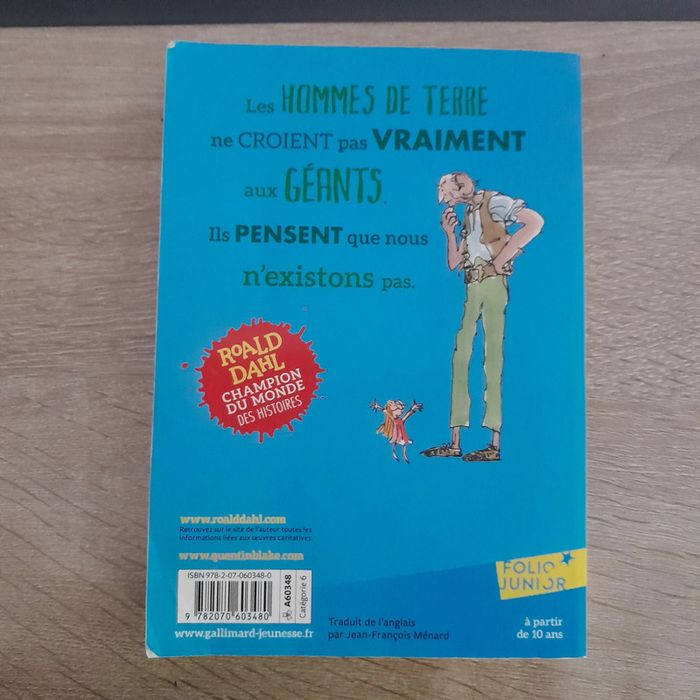 Les HOMMES DE TERRE
ne CROIENT pas VRAIMENT
aux GÉANTS.
Ils PENSENT que nous
n'existons pas.
ROALD
DAHL
CHAMPION
DU MONDE
DES HISTOIRES
www.roalddahl.com
Retrouvez sur le site de l'auteur toutes les
informations liées aux œuvres caritatives.
www.quentinblake.com
ISBN 978-2-07-060348-0
9 782070 603480
A60348
Catégorie 6
www.gallimard-jeunesse.fr
Traduit de l'anglais
par Jean-François Ménard
FOLIO
JUNIOR
à partir
de 10 ans